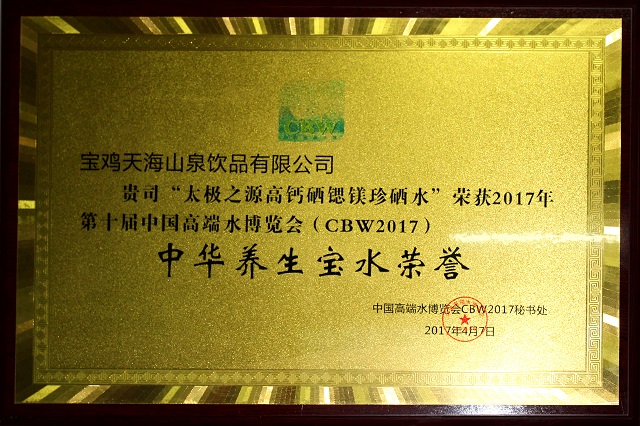 CBW
宝鸡天海山泉饮品有限公司
贵司“太极之源高钙硒锶镁珍硒水”荣获2017年
第十届中国高端水博览会（CBW2017）
中华养生宝水荣誉
中国高端水博览会CBW2017秘书处
2017年4月7日